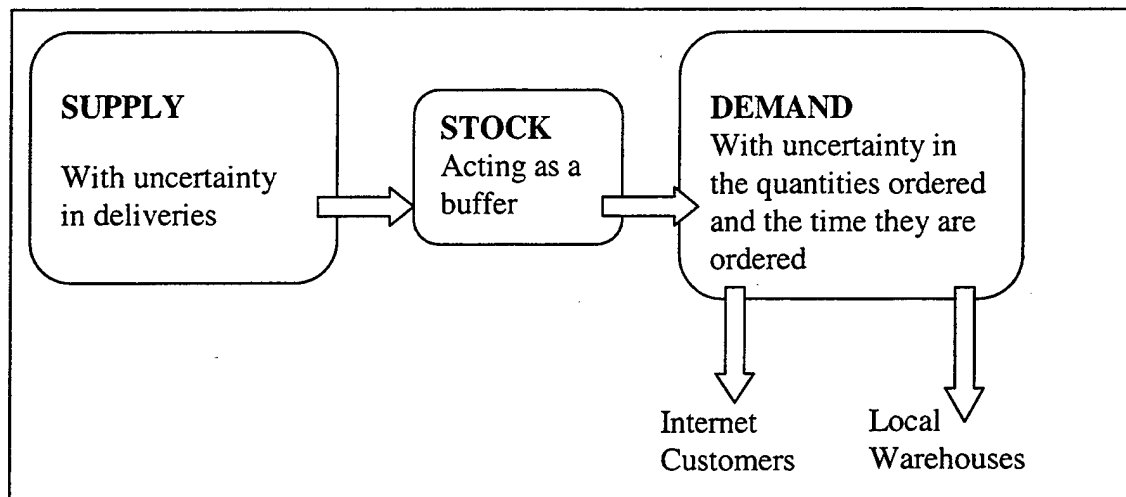 SUPPLY
With uncertainty
in deliveries
STOCK
Acting as a
buffer
DEMAND
With uncertainty in
the quantities ordered
and the time they are
ordered
Internet
Customers
Local
Warehouses